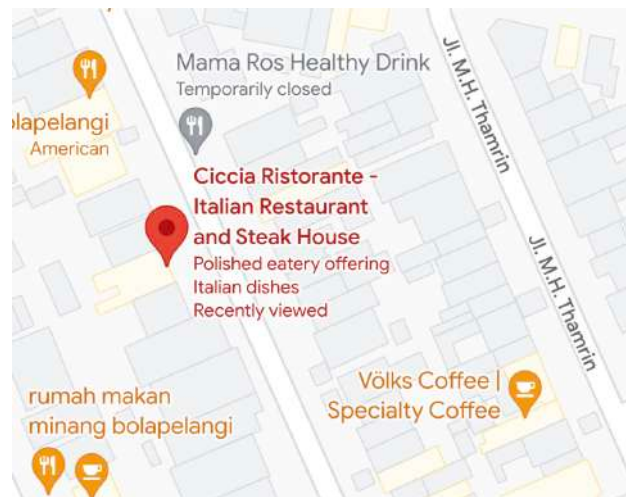 Mama Ros Healthy Drink
Temporarily closed
olapelangi
American
Ciccia Ristorante -
Italian Restaurant
and Steak House
Polished eatery offering
Italian dishes
Recently viewed
Jl. M.H. Thamrin
Jl. M.H. Thamrin
Völks Coffee |
Specialty Coffee
rumah makan
minang bolapelangi